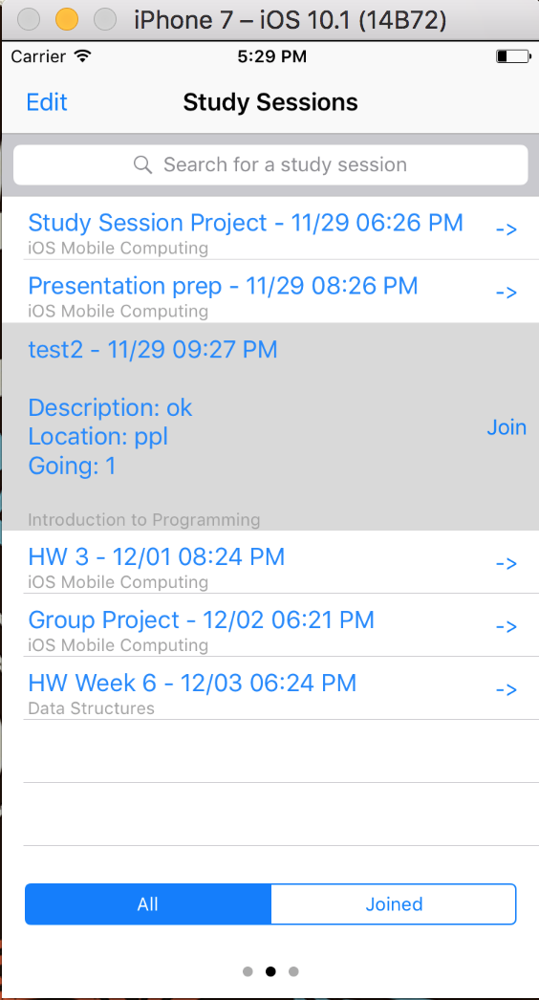 iPhone 7 – iOS 10.1 (14B72)
Carrier 5:29 PM
Edit Study Sessions
Search for a study session
Study Session Project - 11/29 06:26 PM ->
iOS Mobile Computing
Presentation prep - 11/29 08:26 PM ->
iOS Mobile Computing
test2 - 11/29 09:27 PM
Description: ok
Join
Location: ppl
Going: 1
Introduction to Programming
HW 3 - 12/01 08:24 PM ->
iOS Mobile Computing
Group Project - 12/02 06:21 PM ->
iOS Mobile Computing
HW Week 6 - 12/03 06:24 PM ->
Data Structures
All Joined